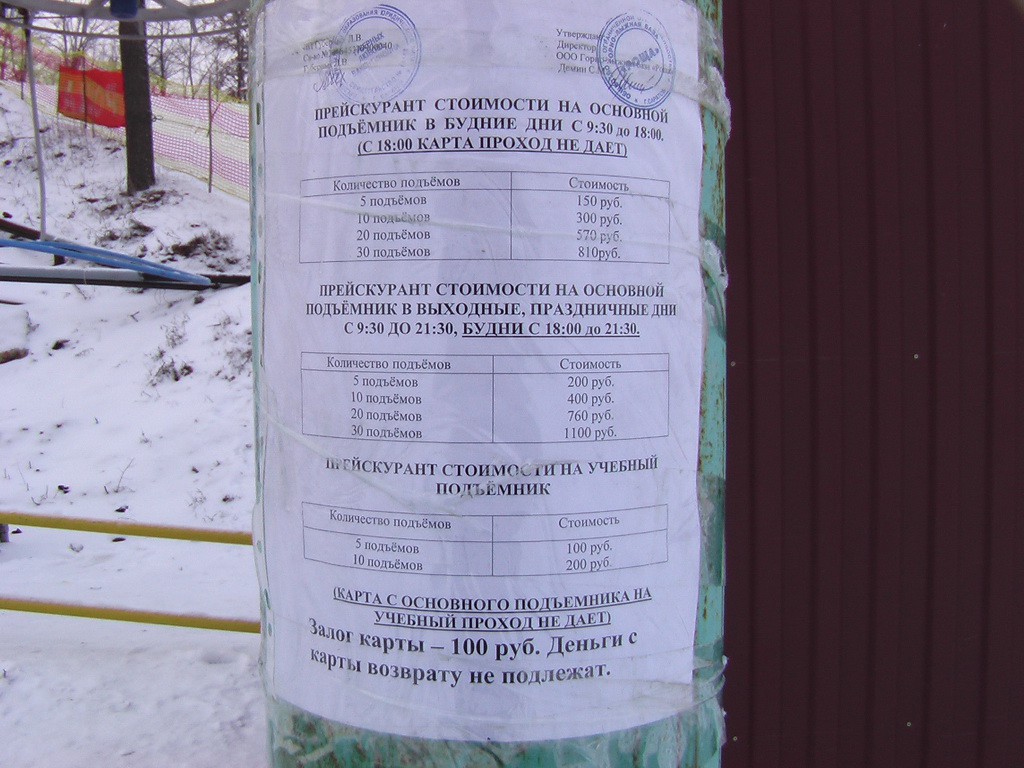 Утвержда
Директор
ООО Горн
Демин С
ПРЕЙСКУРАНТ СТОИМОСТИ НА ОСНОВНОЙ
ПОДЪЁМНИК В БУДНИЕ ДНИ С 9:30 до 18:00.
(С 18:00 КАРТА ПРОХОД НЕ ДАЕТ)
Количество подъёмов Стоимость
5 подъёмов 150 руб.
10 подъёмов 300 руб.
20 подъёмов 570 руб.
30 подъёмов 810руб.
ПРЕЙСКУРАНТ СТОИМОСТИ НА ОСНОВНОЙ
ПОДЪЁМНИК В ВЫХОДНЫЕ, ПРАЗДНИЧНЫЕ ДНИ
С 9:30 ДО 21:30, БУДНИ С 18:00 до 21:30.
Количество подъёмов Стоимость
5 подъёмов 200 руб.
10 подъёмов 400 руб.
20 подъёмов 760 руб.
30 подъёмов 1100 руб.
ПРЕЙСКУРАНТ СТОИМОСТИ НА УЧЕБНЫЙ
ПОДЪЁМНИК
Количество подъёмов Стоимость
5 подъёмов 100 руб.
10 подъёмов 200 руб.
(КАРТА С ОСНОВНОГО ПОДЪЕМНИКА НА
УЧЕБНЫЙ ПРОХОД НЕ ДАЕТ)
Залог карты – 100 руб. Деньги с
карты возврату не подлежат.